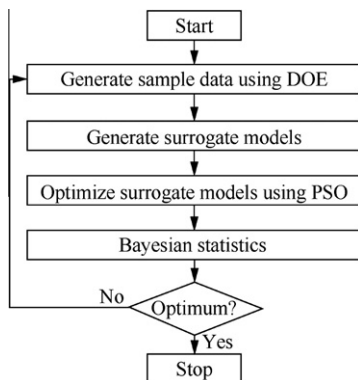 Start
Generate sample data using DOE
Generate surrogate models
Optimize surrogate models using PSO
Bayesian statistics
No
Optimum?
Yes
Stop